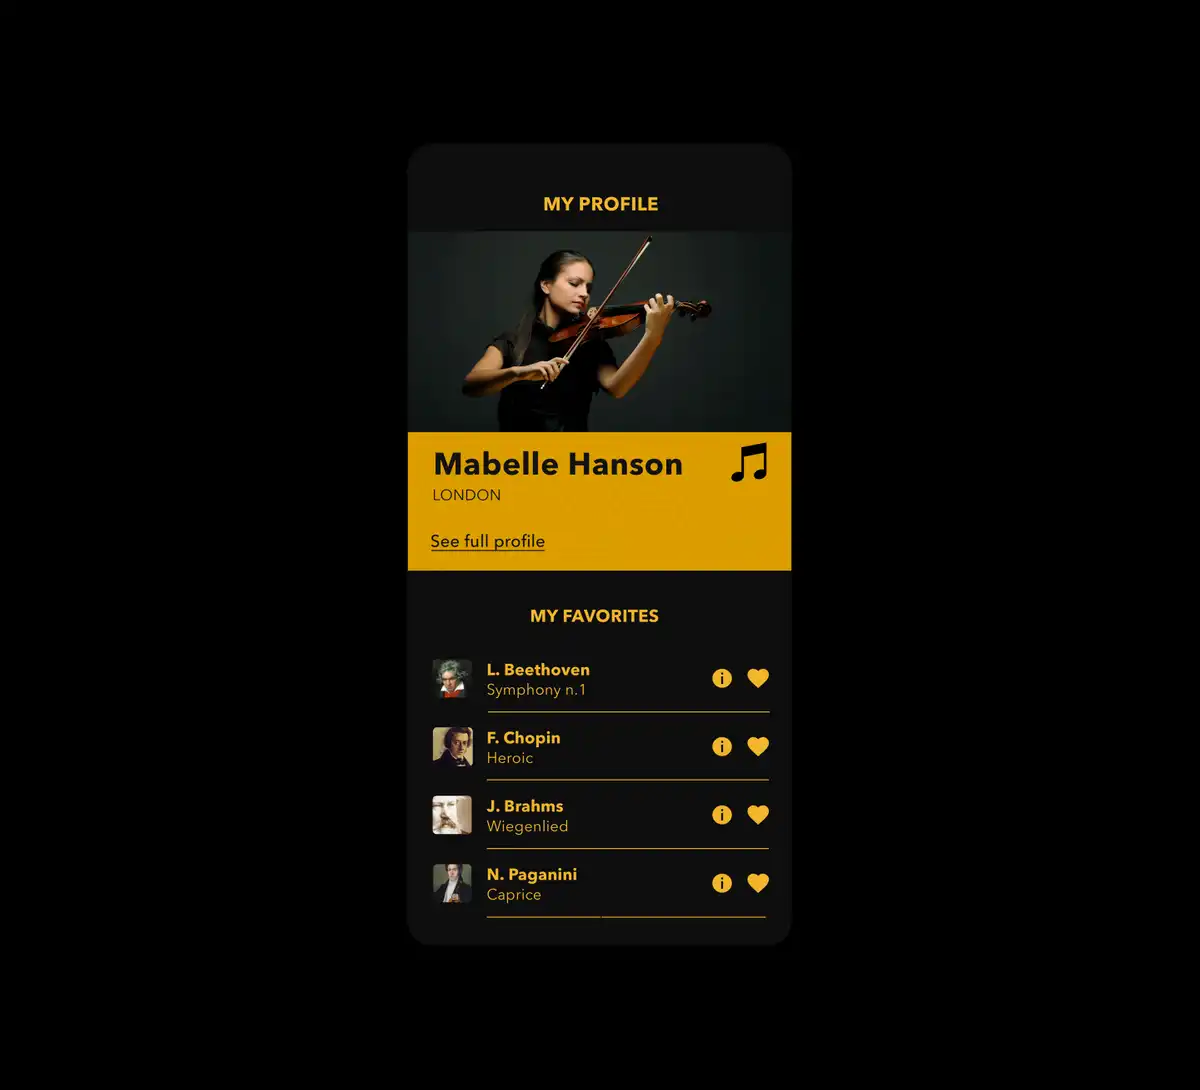 MY PROFILE
Mabelle Hanson
LONDON
See full profile
MY FAVORITES
L. Beethoven
Symphony n.1
F. Chopin
Heroic
J. Brahms
Wiegenlied
N. Paganini
Caprice